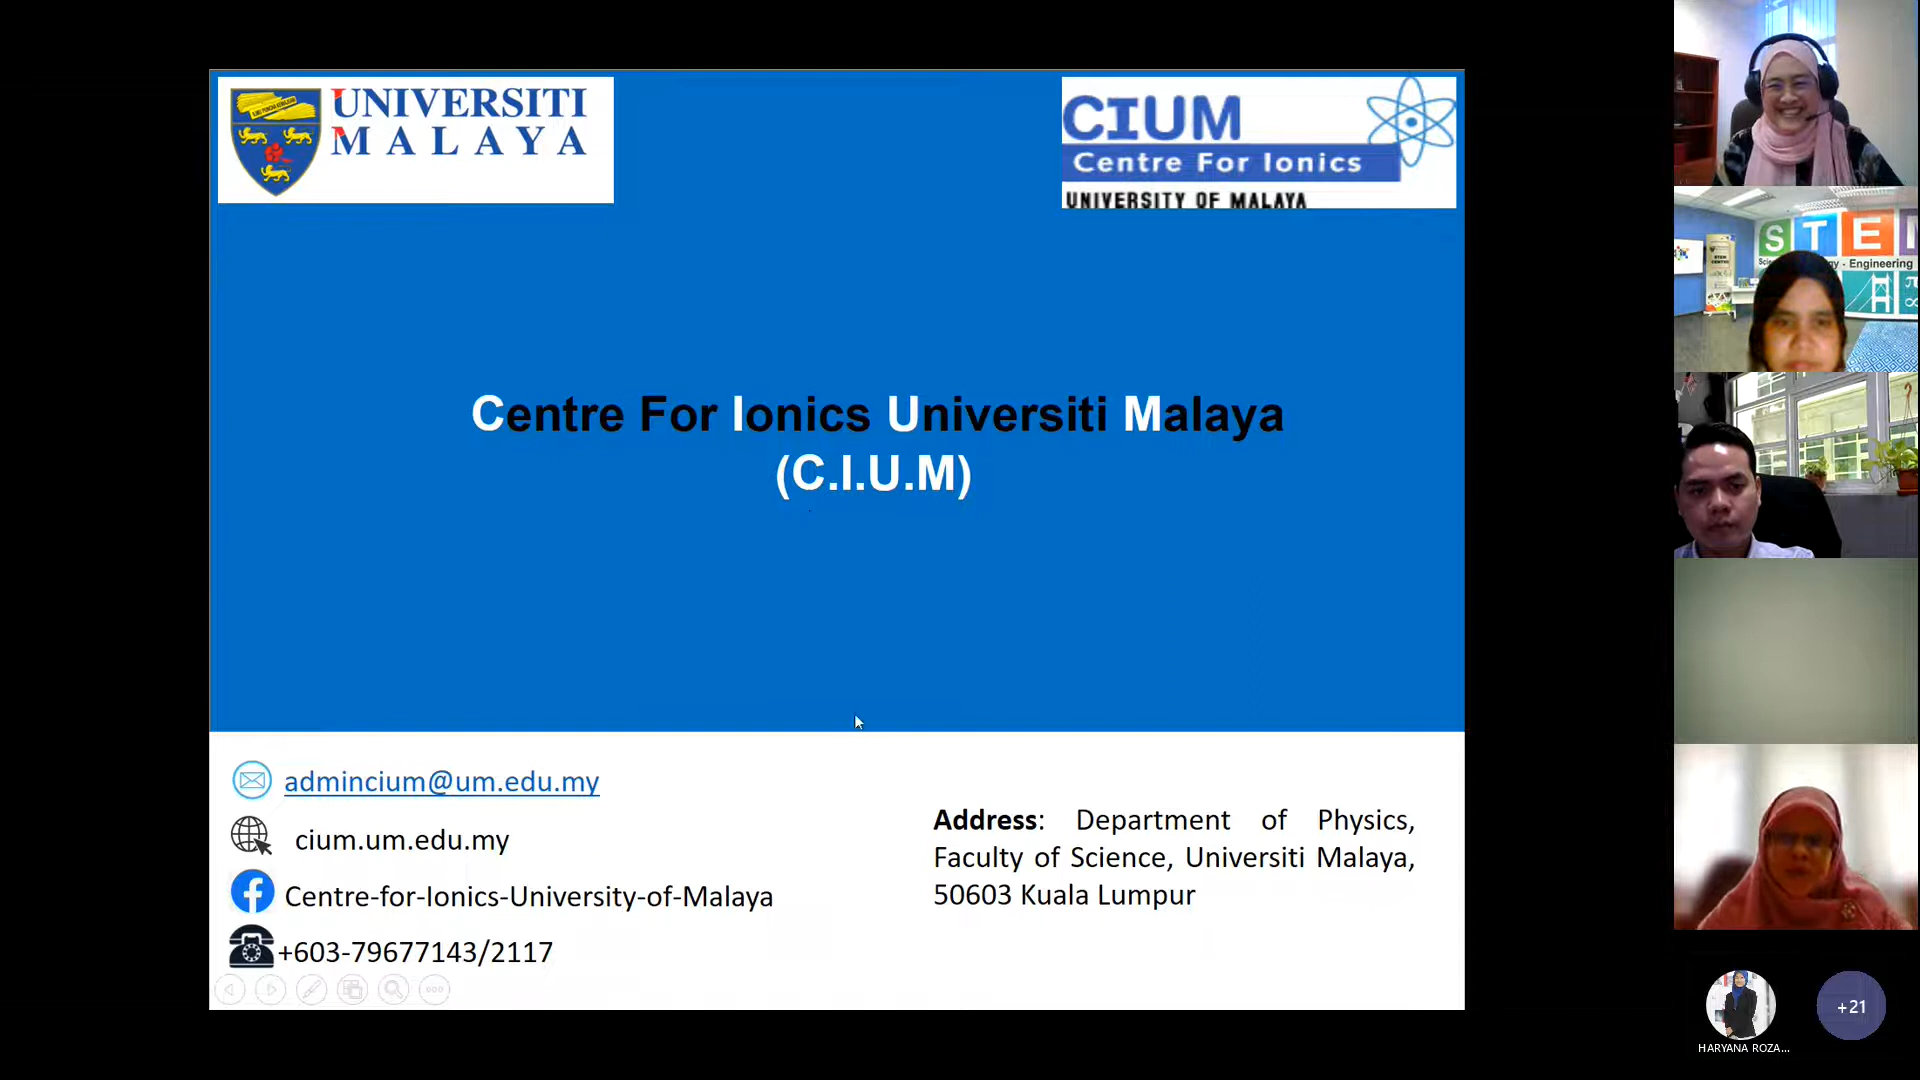 UNIVERSITI
MALAYA
CIUM
Centre For Ionics
UNIVERSITY OF MALAYA
Centre For Ionics Universiti Malaya
(C.I.U.M)
admincium@um.edu.my
cium.um.edu.my
Centre-for-Ionics-University-of-Malaya
+603-79677143/2117
Address: Department of Physics,
Faculty of Science, Universiti Malaya,
50603 Kuala Lumpur
STE
- Engineering
HARYANA ROZA...
+21